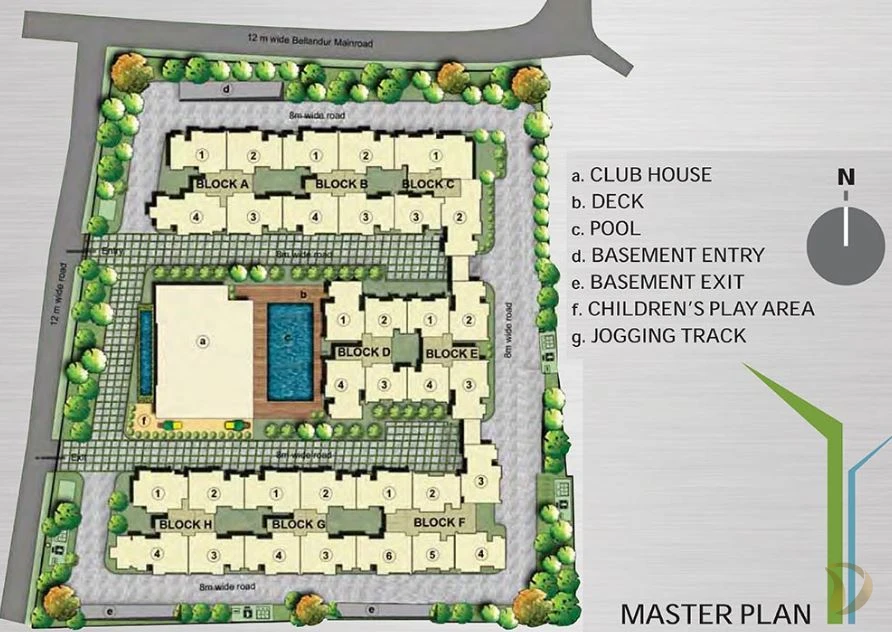 12 m wide Bellandur Mainroad
d
8m wide road
1 2 1 2 1
BLOCK A BLOCK B BLOCK C
4 3 4 3 3 2
Entry
8m wide road
12 m wide road
b
a
c
1 2 1 2
BLOCK D BLOCK E
4 3 4 3
8m wide road
f
Exit
8m wide road
3
1 2 1 2 1 2
BLOCK H BLOCK G BLOCK F
4 3 4 3 6 5 4
8m wide road
e
e
a. CLUB HOUSE
b. DECK
c. POOL
d. BASEMENT ENTRY
e. BASEMENT EXIT
f. CHILDREN'S PLAY AREA
g. JOGGING TRACK
N
MASTER PLAN